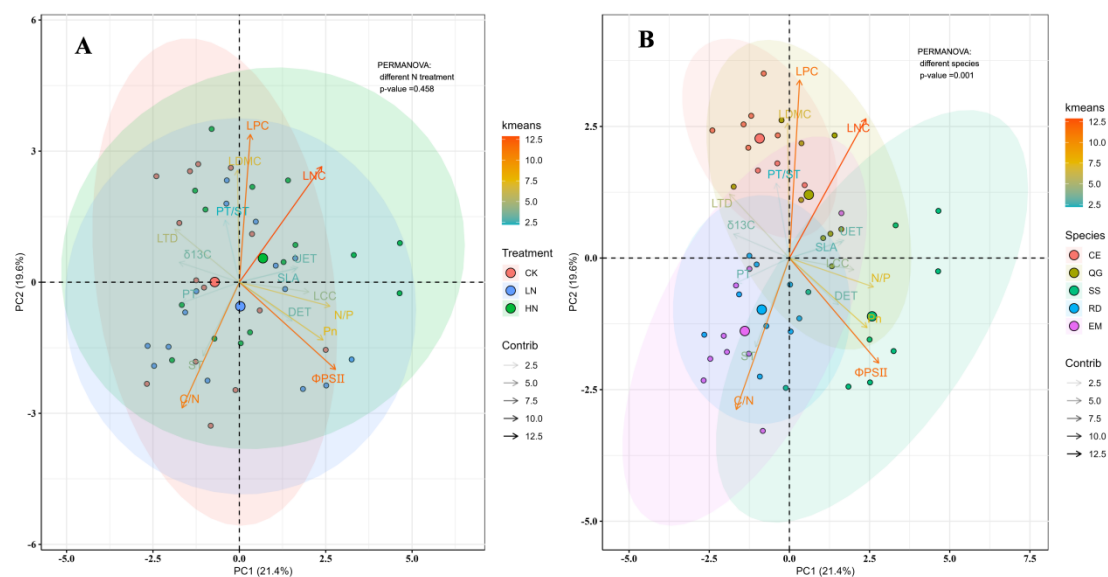 A
PERMANOVA:
different N treatment
p-value =0.458
LPC
LDMC
LNC
PT/ST
LTD
δ13C
JET
SLA
PT
LCC
N/P
DET
Pn
ST
ΦPSII
C/N
6
3
0
-3
-6
PC2 (19.6%)
-5.0
-2.5
0.0
2.5
5.0
PC1 (21.4%)
kmeans
12.5
10.0
7.5
5.0
2.5
Treatment
CK
LN
HN
Contrib
2.5
5.0
7.5
10.0
12.5
B
PERMANOVA:
different species
p-value =0.001
LPC
LDMC
LNC
PT/ST
LTD
δ13C
JET
SLA
PT
LCC
N/P
DET
Pn
ST
ΦPSII
C/N
2.5
0.0
-2.5
-5.0
PC2 (19.6%)
-5.0
-2.5
0.0
2.5
5.0
7.5
PC1 (21.4%)
kmeans
12.5
10.0
7.5
5.0
2.5
Species
CE
QG
SS
RD
EM
Contrib
2.5
5.0
7.5
10.0
12.5